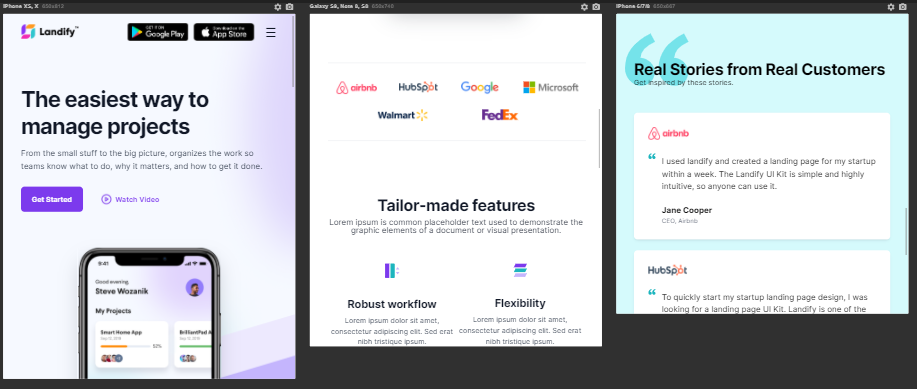 iPhone XS, X 650x812
Landify
GET IT ON
Google Play
Download on the
App Store
The easiest way to
manage projects
From the small stuff to the big picture, organizes the work so
teams know what to do, why it matters, and how to get it done.
Get Started
Watch Video
9:41
Good evening,
Steve Wozanik
My Projects
Smart Home App
BrilliantPad A
Galaxy S8, Note 8, S8
airbnb
HubSpot
Google
Microsoft
Walmart
FedEx
Tailor-made features
Lorem ipsum is common placeholder text used to demonstrate the
graphic elements of a document or visual presentation.
Robust workflow
Lorem ipsum dolor sit amet,
consectetur adipiscing elit. Sed erat
nibh tristique ipsum.
Flexibility
Lorem ipsum dolor sit amet,
consectetur adipiscing elit. Sed erat
nibh tristique ipsum.
iPhone 6/7/8
Real Stories from Real Customers
Get inspired by these stories.
airbnb
I used landify and created a landing page for my startup
within a week. The Landify UI Kit is simple and highly
intuitive, so anyone can use it.
Jane Cooper
CEO, Airbnb
HubSpot
To quickly start my startup landing page design, I was
looking for a landing page UI Kit. Landify is one of the